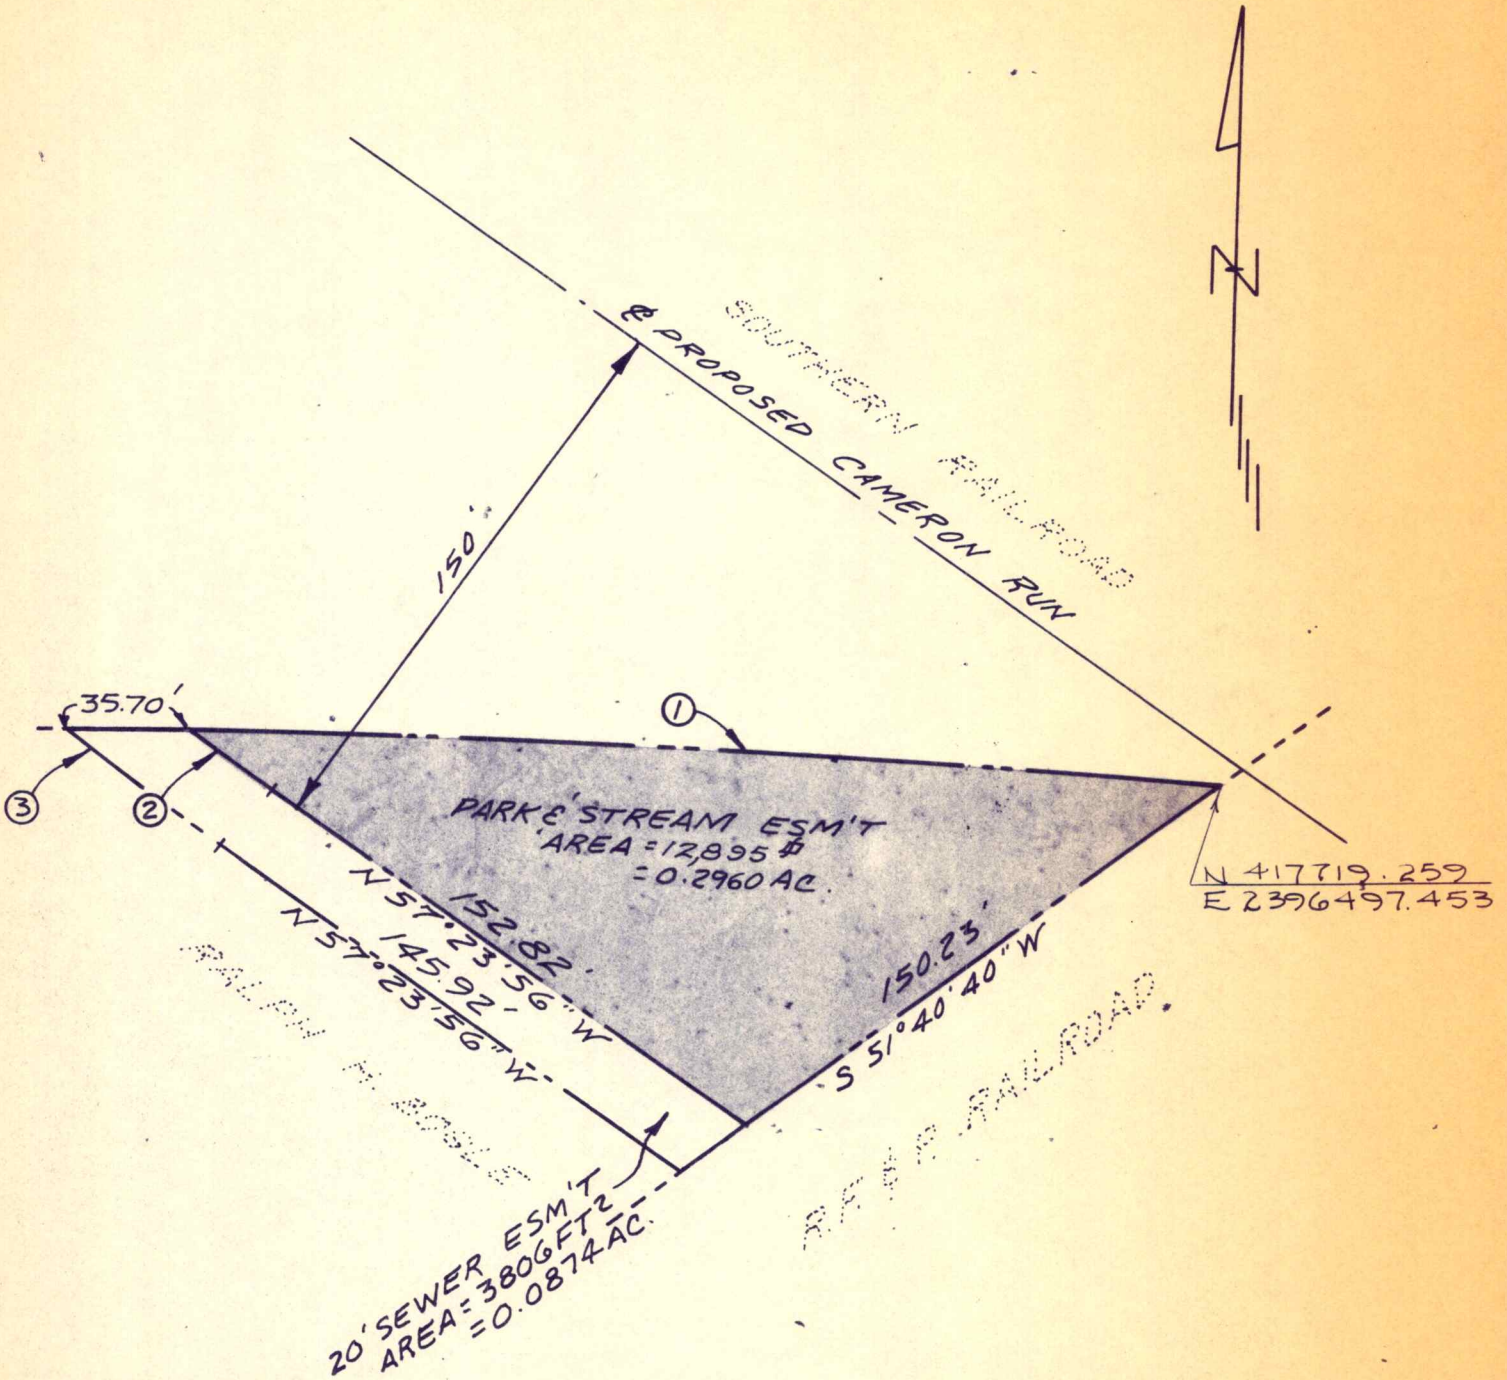 N
SOUTHERN RAILROAD
℄ PROPOSED CAMERON RUN
150'
35.70'
①
②
③
PARK & STREAM ESM'T
AREA = 12,895 ⏍
= 0.2960 AC.
N 417719.259
E 2396497.453
152.82'
N 57°23'56" W
145.92'
N 57°23'56" W
150.23'
S 51°40'40" W
RALPH H. BOGLE
R.F. & P. RAILROAD
20' SEWER ESM'T
AREA = 3806 FT²
= 0.0874 AC.